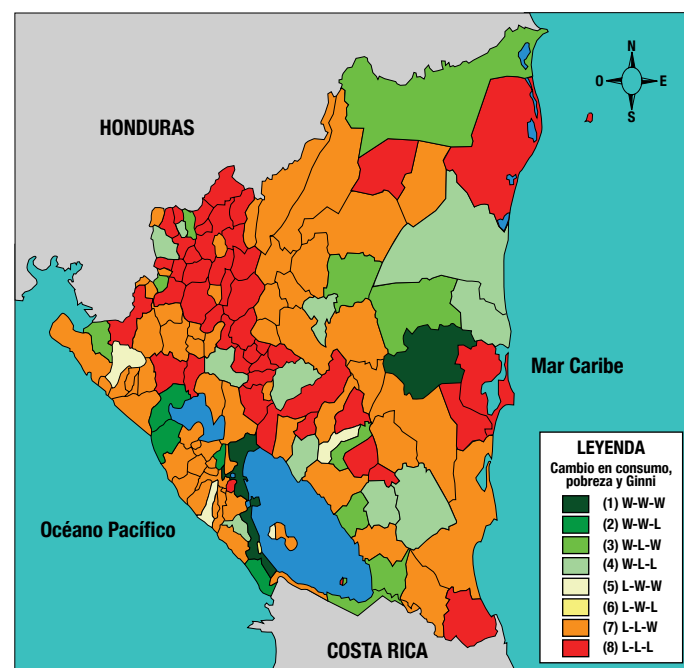 N
O
E
S
HONDURAS
Mar Caribe
Océano Pacífico
COSTA RICA
LEYENDA
Cambio en consumo,
pobreza y Ginni
(1) W-W-W
(2) W-W-L
(3) W-L-W
(4) W-L-L
(5) L-W-W
(6) L-W-L
(7) L-L-W
(8) L-L-L